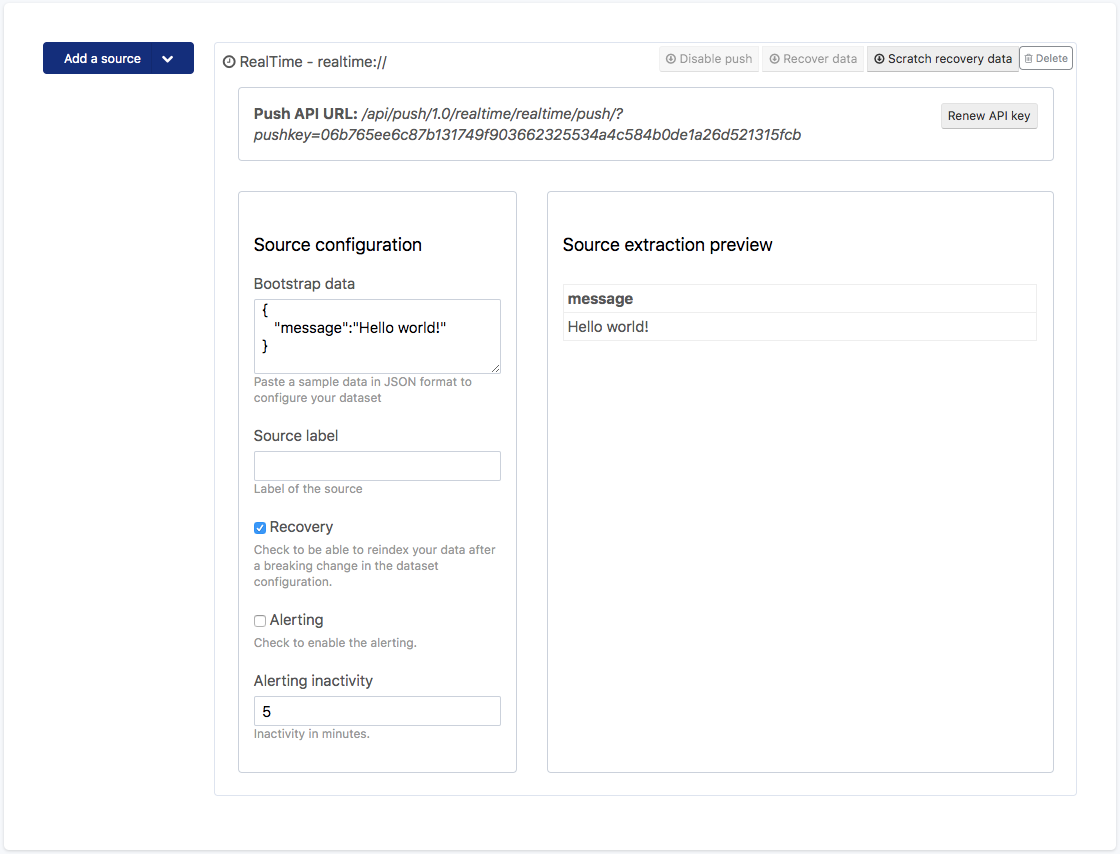 Add a source
RealTime - realtime://
Disable push
Recover data
Scratch recovery data
Delete
Push API URL: /api/push/1.0/realtime/realtime/push/?
pushkey=06b765ee6c87b131749f903662325534a4c584b0de1a26d521315fcb
Renew API key
Source configuration
Bootstrap data
{
"message":"Hello world!"
}
Paste a sample data in JSON format to
configure your dataset
Source label
Label of the source
Recovery
Check to be able to reindex your data after
a breaking change in the dataset
configuration.
Alerting
Check to enable the alerting.
Alerting inactivity
5
Inactivity in minutes.
Source extraction preview
message
Hello world!